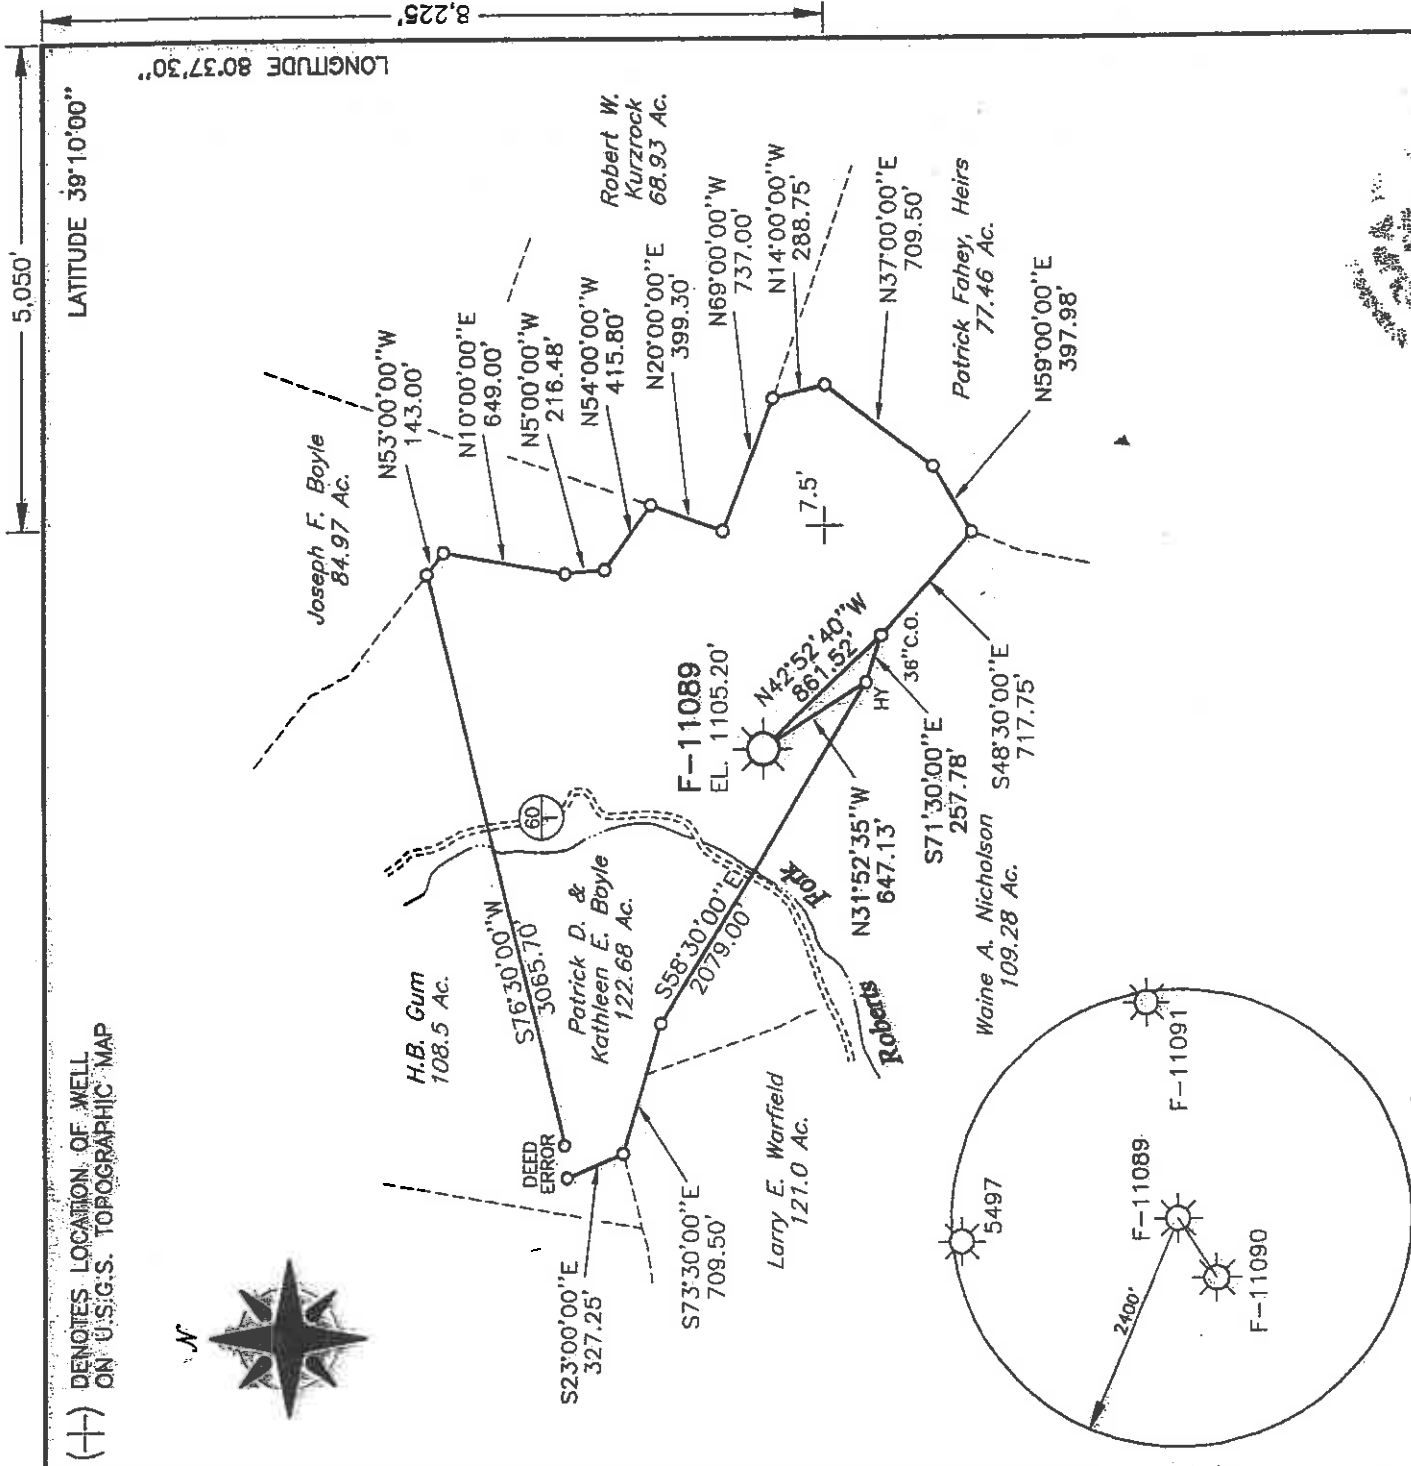 (-¦-) DENOTES LOCATION OF WELL
ON U.S.G.S. TOPOGRAPHIC MAP
5,050'
LATITUDE 39°10'00"
LONGITUDE 80°37'30"
8,225'
N
Joseph F. Boyle
84.97 Ac.
N53°00'00"W
143.00'
N10°00'00"E
649.00'
N5°00'00"W
216.48'
N54°00'00"W
415.80'
N20°00'00"E
399.30'
Robert W.
Kurzrock
68.93 Ac.
N69°00'00"W
737.00'
N14°00'00"W
288.75'
N37°00'00"E
709.50'
Patrick Fahey, Heirs
77.46 Ac.
N59°00'00"E
397.98'
7.5'
H.B. Gum
108.5 Ac.
S76°30'00"W
3065.70'
60
1
Patrick D. &
Kathleen E. Boyle
122.68 Ac.
F-11089
EL. 1105.20'
N42°52'40"W
861.52'
HY
36"C.O.
S58°30'00"E
2079.00'
N31°52'35"W
647.13'
S71°30'00"E
257.78'
S48°30'00"E
717.75'
Roberts
Fork
Waine A. Nicholson
109.28 Ac.
DEED
ERROR
S23°00'00"E
327.25'
S73°30'00"E
709.50'
Larry E. Warfield
121.0 Ac.
5497
F-11091
F-11089
F-11090
2400'